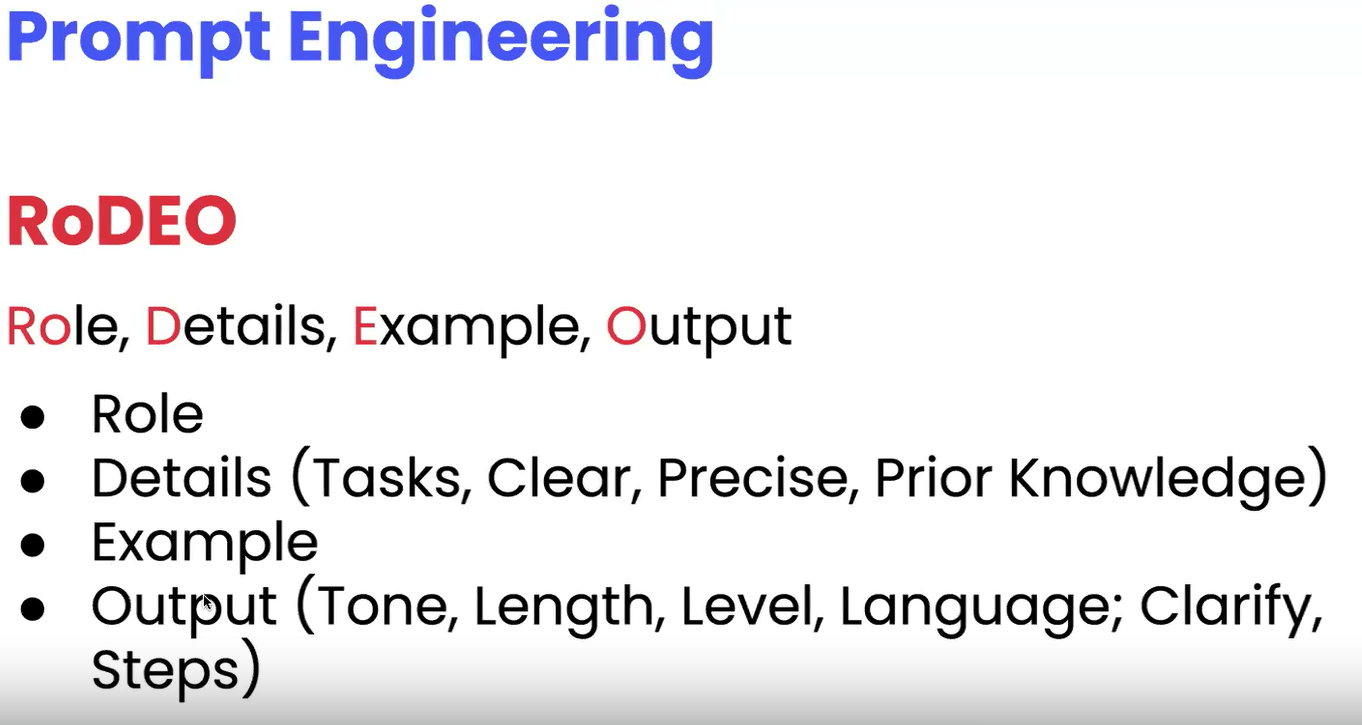 Prompt Engineering
RoDEO
Role, Details, Example, Output
● Role
● Details (Tasks, Clear, Precise, Prior Knowledge)
● Example
● Output (Tone, Length, Level, Language; Clarify,
Steps)